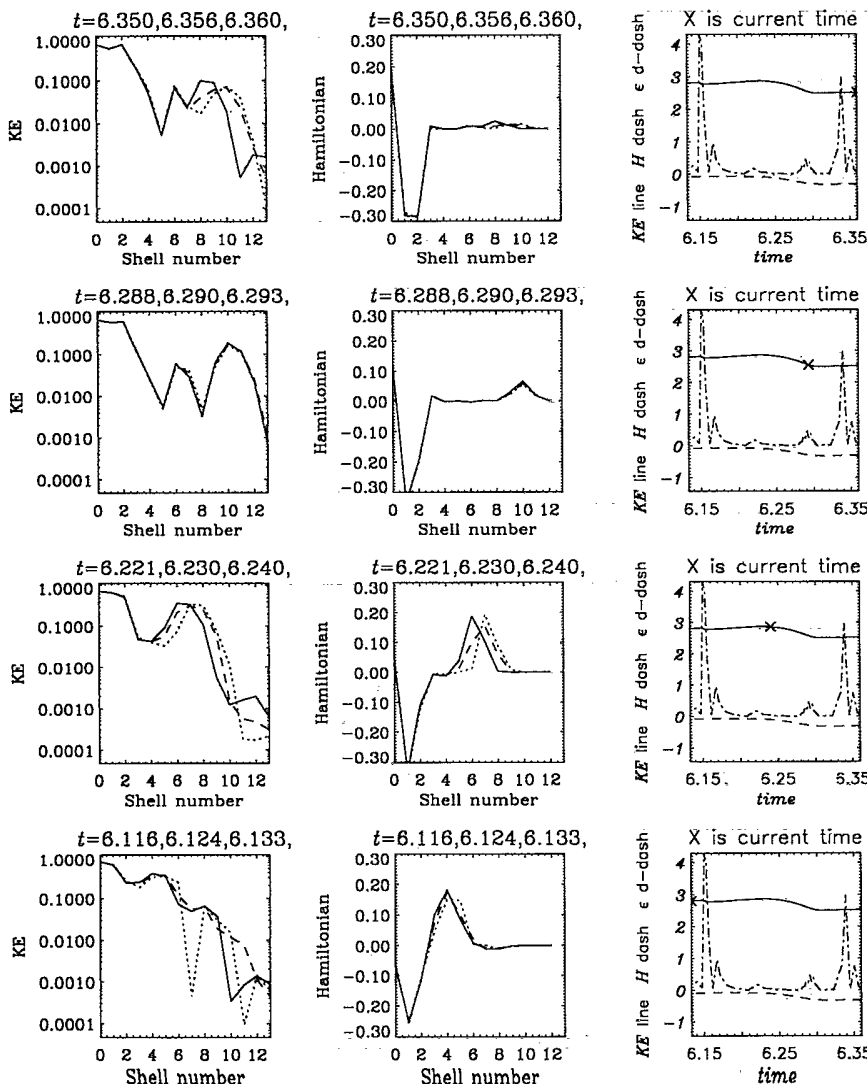 t=6.350,6.356,6.360,
t=6.350,6.356,6.360,
X is current time
1.0000
0.1000
0.0100
0.0010
0.0001
KE
0 2 4 6 8 10 12
Shell number
0.30
0.20
0.10
0.00
-0.10
-0.20
-0.30
Hamiltonian
0 2 4 6 8 10 12
Shell number
4
3
2
1
0
-1
KE line H dash ε d-dash
6.15 6.25 6.35
time
t=6.288,6.290,6.293,
t=6.288,6.290,6.293,
X is current time
1.0000
0.1000
0.0100
0.0010
0.0001
KE
0 2 4 6 8 10 12
Shell number
0.30
0.20
0.10
0.00
-0.10
-0.20
-0.30
Hamiltonian
0 2 4 6 8 10 12
Shell number
4
3
2
1
0
-1
KE line H dash ε d-dash
6.15 6.25 6.35
time
t=6.221,6.230,6.240,
t=6.221,6.230,6.240,
X is current time
1.0000
0.1000
0.0100
0.0010
0.0001
KE
0 2 4 6 8 10 12
Shell number
0.30
0.20
0.10
0.00
-0.10
-0.20
-0.30
Hamiltonian
0 2 4 6 8 10 12
Shell number
4
3
2
1
0
-1
KE line H dash ε d-dash
6.15 6.25 6.35
time
t=6.116,6.124,6.133,
t=6.116,6.124,6.133,
X is current time
1.0000
0.1000
0.0100
0.0010
0.0001
KE
0 2 4 6 8 10 12
Shell number
0.30
0.20
0.10
0.00
-0.10
-0.20
-0.30
Hamiltonian
0 2 4 6 8 10 12
Shell number
4
3
2
1
0
-1
KE line H dash ε d-dash
6.15 6.25 6.35
time